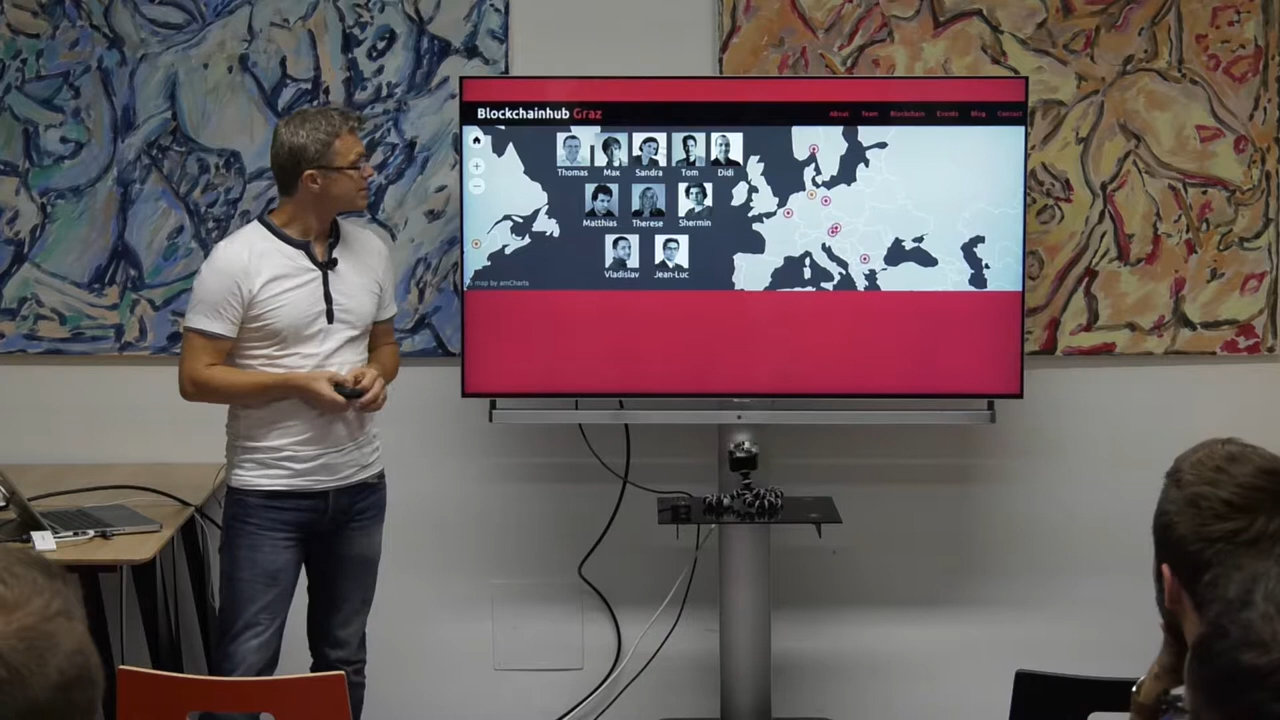 Blockchainhub Graz
About Team Blockchain Events Blog Contact
Thomas Max Sandra Tom Didi
Matthias Therese Shermin
Vladislav Jean-Luc
map by amCharts